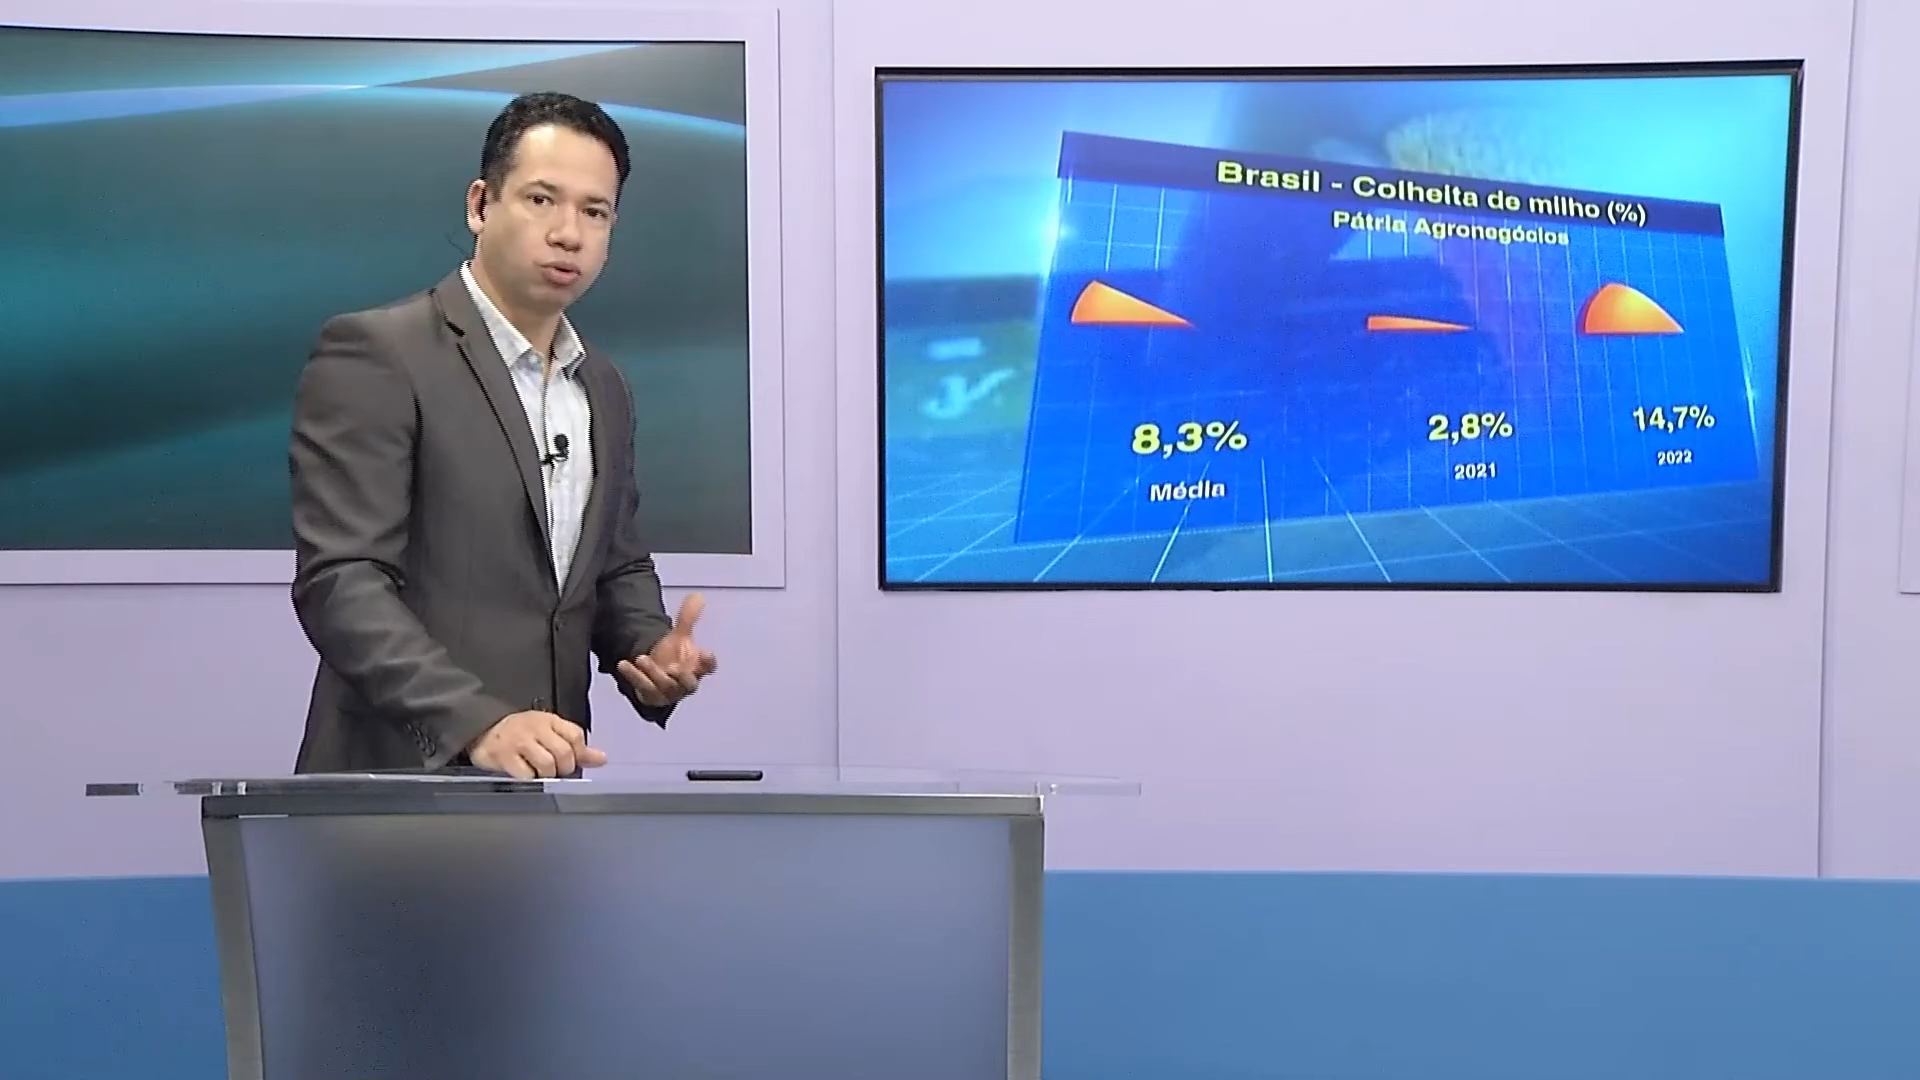 Brasil - Colheita de milho (%)
Pátria Agronegócios
8,3%
2,8%
14,7%
Média
2021
2022